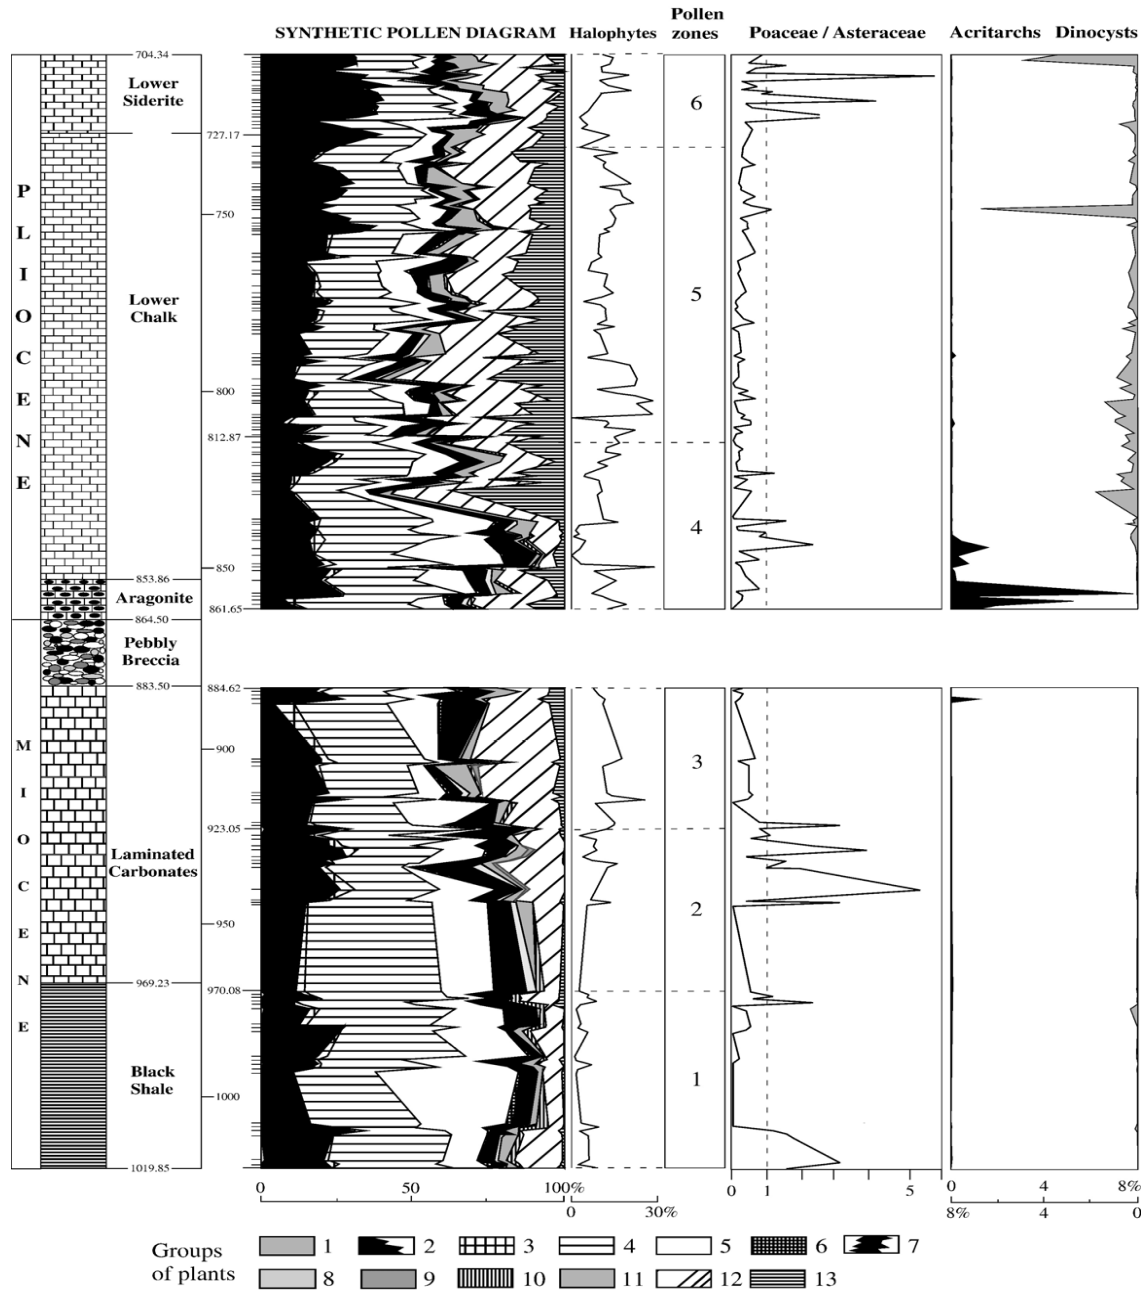 SYNTHETIC POLLEN DIAGRAM
Halophytes
Pollen
zones
Poaceae / Asteraceae
Acritarchs
Dinocysts
PLIOCENE
MIOCENE
Lower
Siderite
Lower
Chalk
Aragonite
Pebbly
Breccia
Laminated
Carbonates
Black
Shale
704.34
727.17
750
800
812.87
850
853.86
861.65
864.50
883.50
884.62
900
923.05
950
969.23
970.08
1000
1019.85
6
5
4
3
2
1
0
50
100%
0
30%
0
1
5
0
4
8%
8%
4
0
Groups
of plants
1
2
3
4
5
6
7
8
9
10
11
12
13